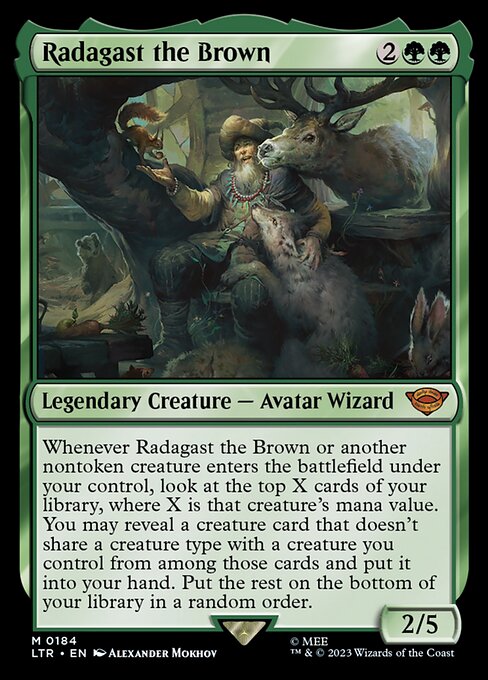 Radagast the Brown 2
Legendary Creature — Avatar Wizard
Whenever Radagast the Brown or another
nontoken creature enters the battlefield under
your control, look at the top X cards of your
library, where X is that creature's mana value.
You may reveal a creature card that doesn't
share a creature type with a creature you
control from among those cards and put it
into your hand. Put the rest on the bottom of
your library in a random order.
2/5
M 0184
LTR • EN Alexander Mokhov
© MEE
™ & © 2023 Wizards of the Coast